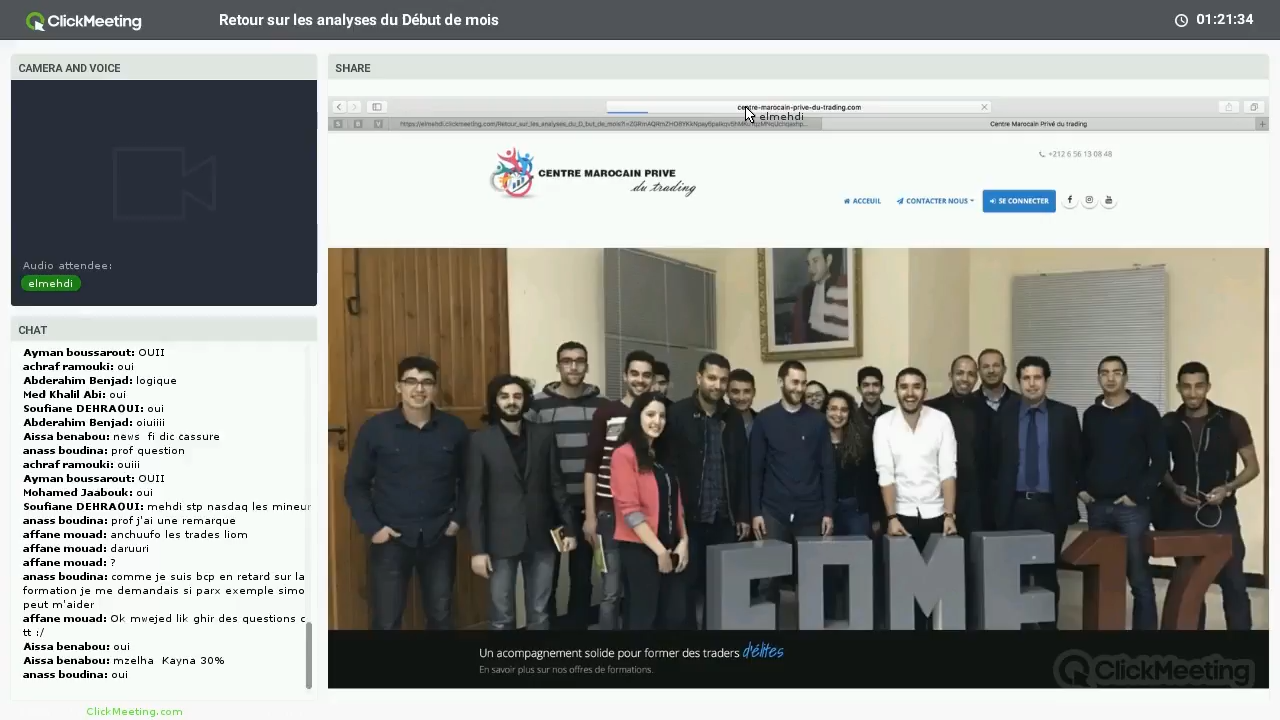 ClickMeeting
Retour sur les analyses du Début de mois
01:21:34
CAMERA AND VOICE
Audio attendee:
elmehdi
CHAT
Ayman boussarout: OUII
achraf ramouki: oui
Abderahim Benjad: logique
Med Khalil Abi: oui
Soufiane DEHRAOUI: oui
Abderahim Benjad: oiuiiii
Aissa benabou: news fi dic cassure
anass boudina: prof question
achraf ramouki: ouiii
Ayman boussarout: OUII
Mohamed Jaabouk: oui
Soufiane DEHRAOUI: mehdi stp nasdaq les mineur
anass boudina: prof j'ai une remarque
affane mouad: anchuufo les trades liom
affane mouad: daruuri
affane mouad: ?
anass boudina: comme je suis bcp en retard sur la
formation je me demandais si parx exemple simo
peut m'aider
affane mouad: Ok mwejed lik ghir des questions c
tt :/
Aissa benabou: oui
Aissa benabou: mzelha Kayna 30%
anass boudina: oui
ClickMeeting.com
SHARE
centre-marocain-prive-du-trading.com
elmehdi
Centre Marocain Privé du trading
CENTRE MAROCAIN PRIVE
du trading
+212 6 56 13 08 48
ACCEUIL
CONTACTER NOUS
SE CONNECTER
COME 17
Un acompagnement solide pour former des traders d'élites
En savoir plus sur nos offres de formations.
ClickMeeting